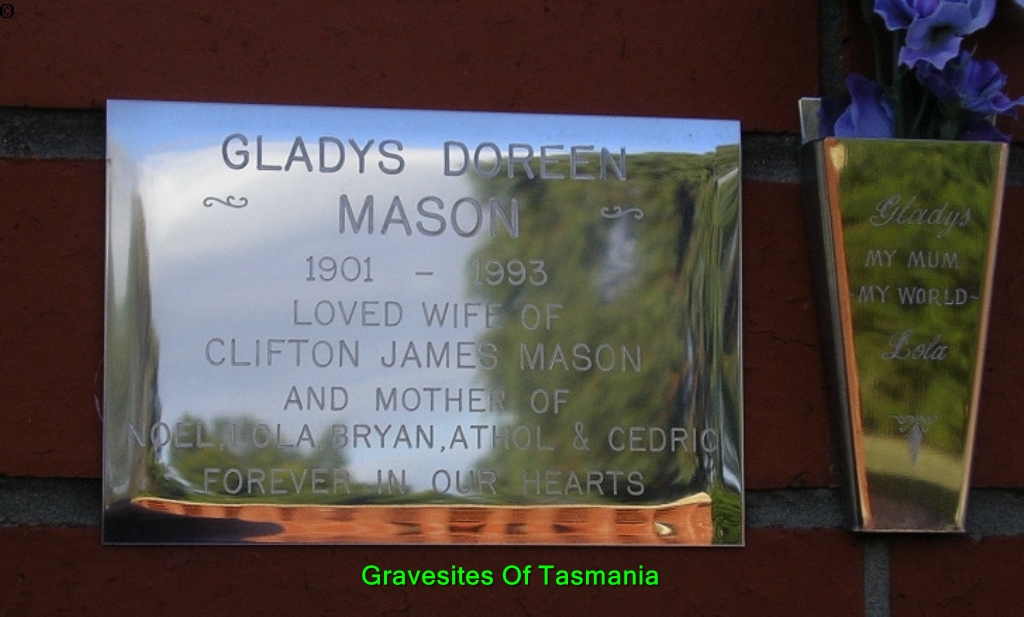 ©
GLADYS DOREEN
MASON
1901 - 1993
LOVED WIFE OF
CLIFTON JAMES MASON
AND MOTHER OF
NOEL, LOLA BRYAN, ATHOL & CEDRIC
FOREVER IN OUR HEARTS
Gladys
MY MUM
-MY WORLD-
Lola
Gravesites Of Tasmania